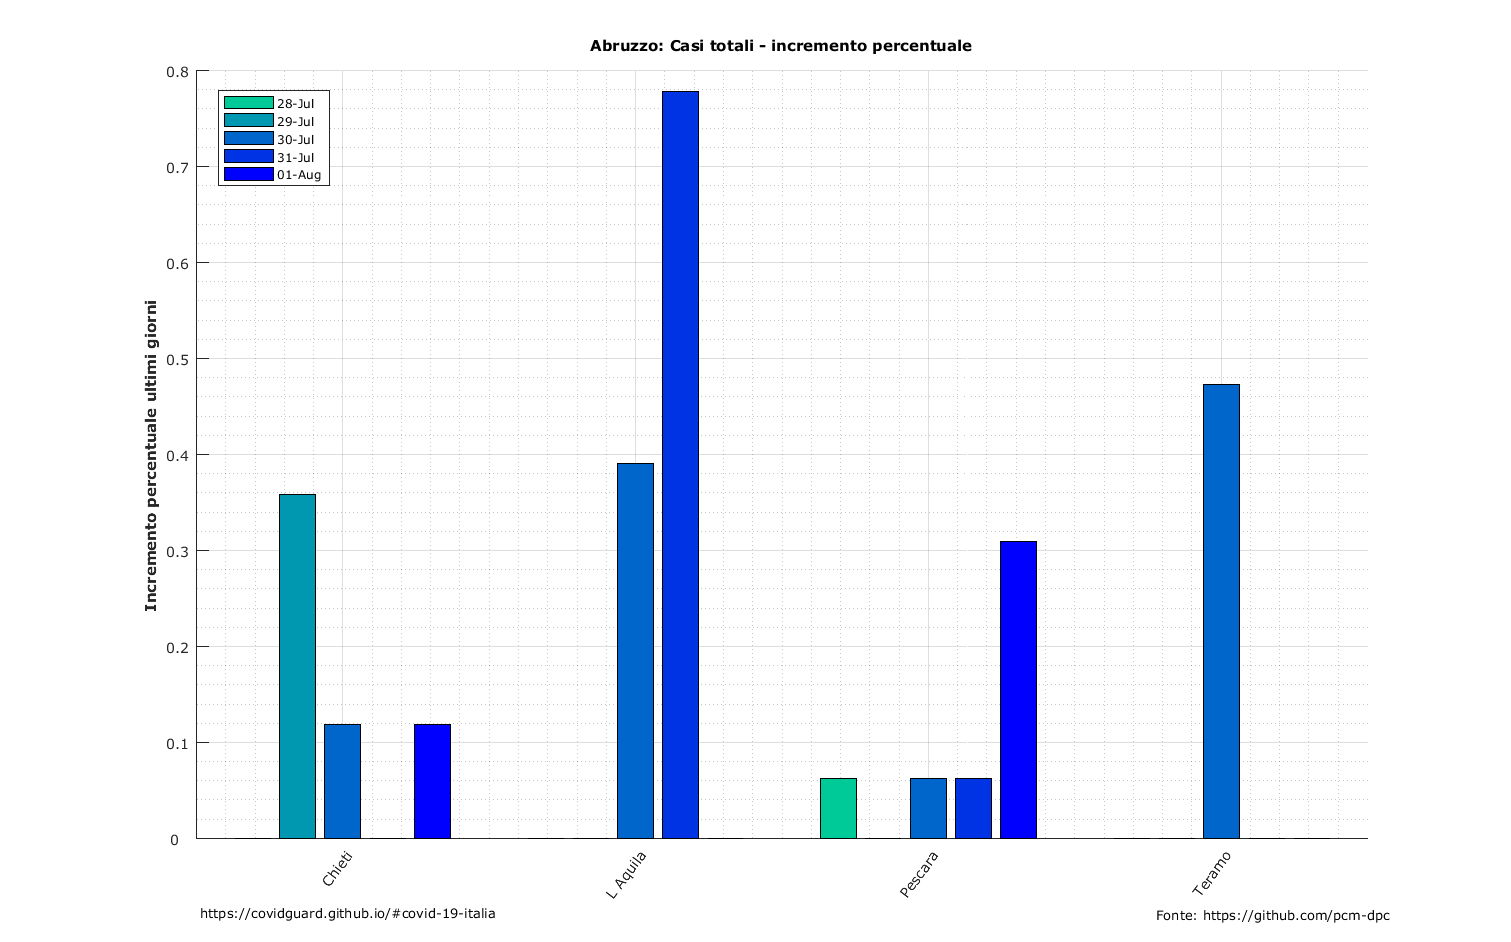 Abruzzo: Casi totali - incremento percentuale
28-Jul
29-Jul
30-Jul
31-Jul
01-Aug
Incremento percentuale ultimi giorni
0.8
0.7
0.6
0.5
0.4
0.3
0.2
0.1
0
Chieti
L Aquila
Pescara
Teramo
https://covidguard.github.io/#covid-19-italia
Fonte: https://github.com/pcm-dpc